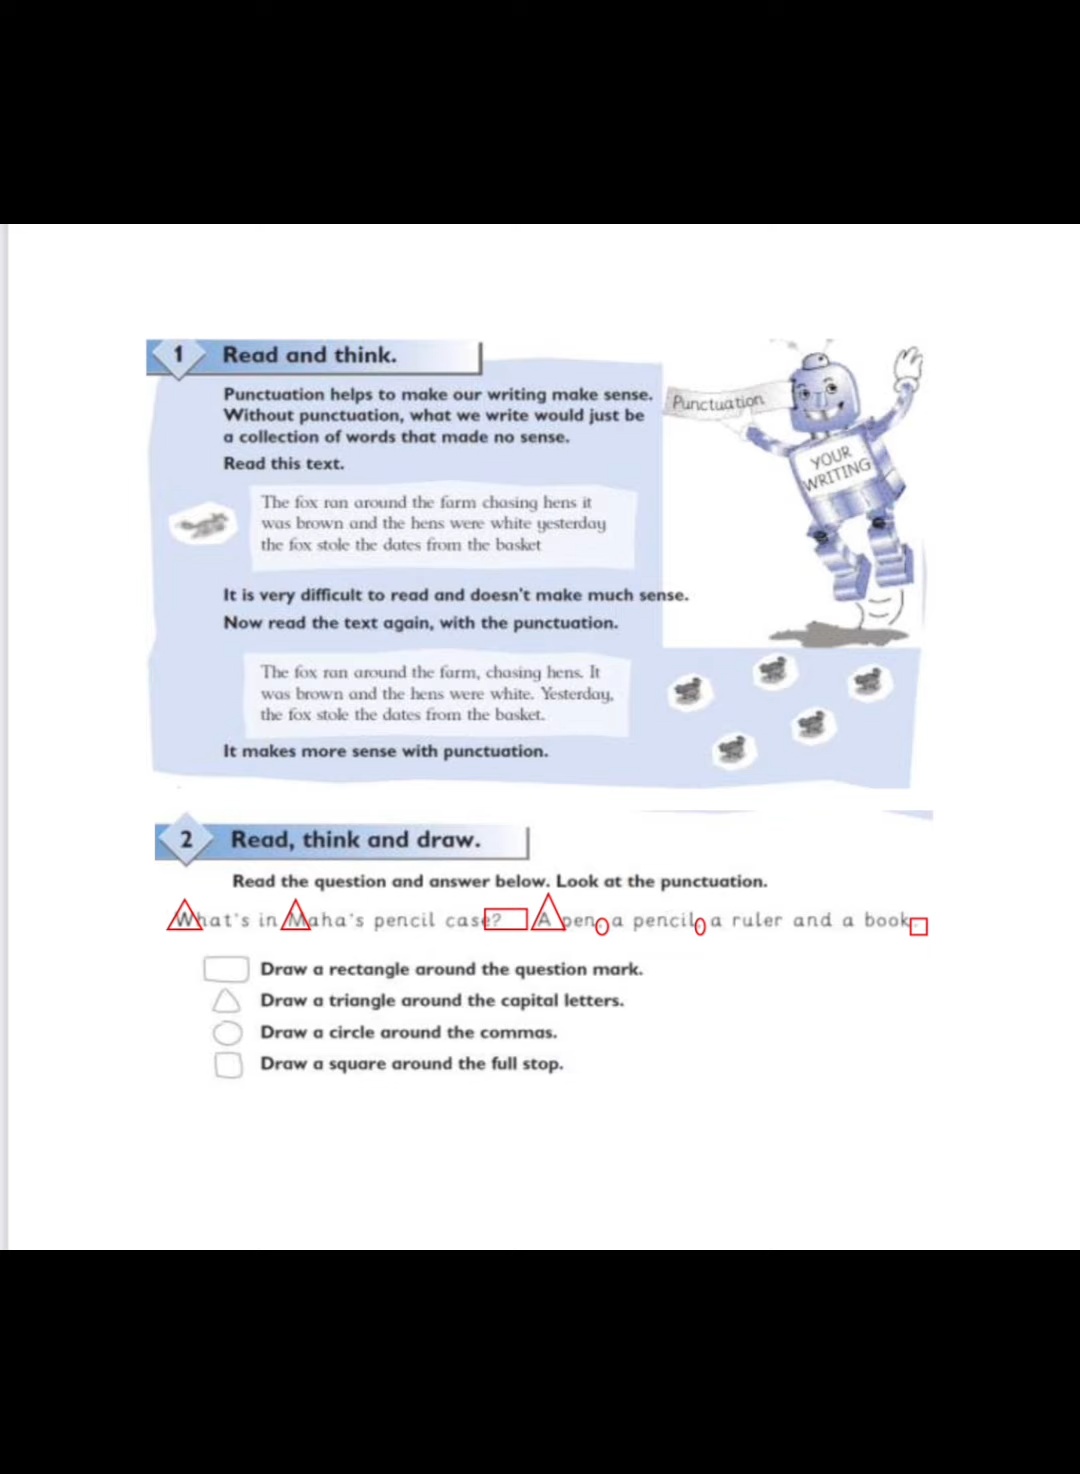 1 Read and think.
Punctuation helps to make our writing make sense.
Without punctuation, what we write would just be
a collection of words that made no sense.
Read this text.
Punctuation
YOUR
WRITING
The fox ran around the farm chasing hens it
was brown and the hens were white yesterday
the fox stole the dates from the basket
It is very difficult to read and doesn't make much sense.
Now read the text again, with the punctuation.
The fox ran around the farm, chasing hens. It
was brown and the hens were white. Yesterday,
the fox stole the dates from the basket.
It makes more sense with punctuation.
2 Read, think and draw.
Read the question and answer below. Look at the punctuation.
What's in Maha's pencil case? A pen, a pencil, a ruler and a book.
Draw a rectangle around the question mark.
Draw a triangle around the capital letters.
Draw a circle around the commas.
Draw a square around the full stop.